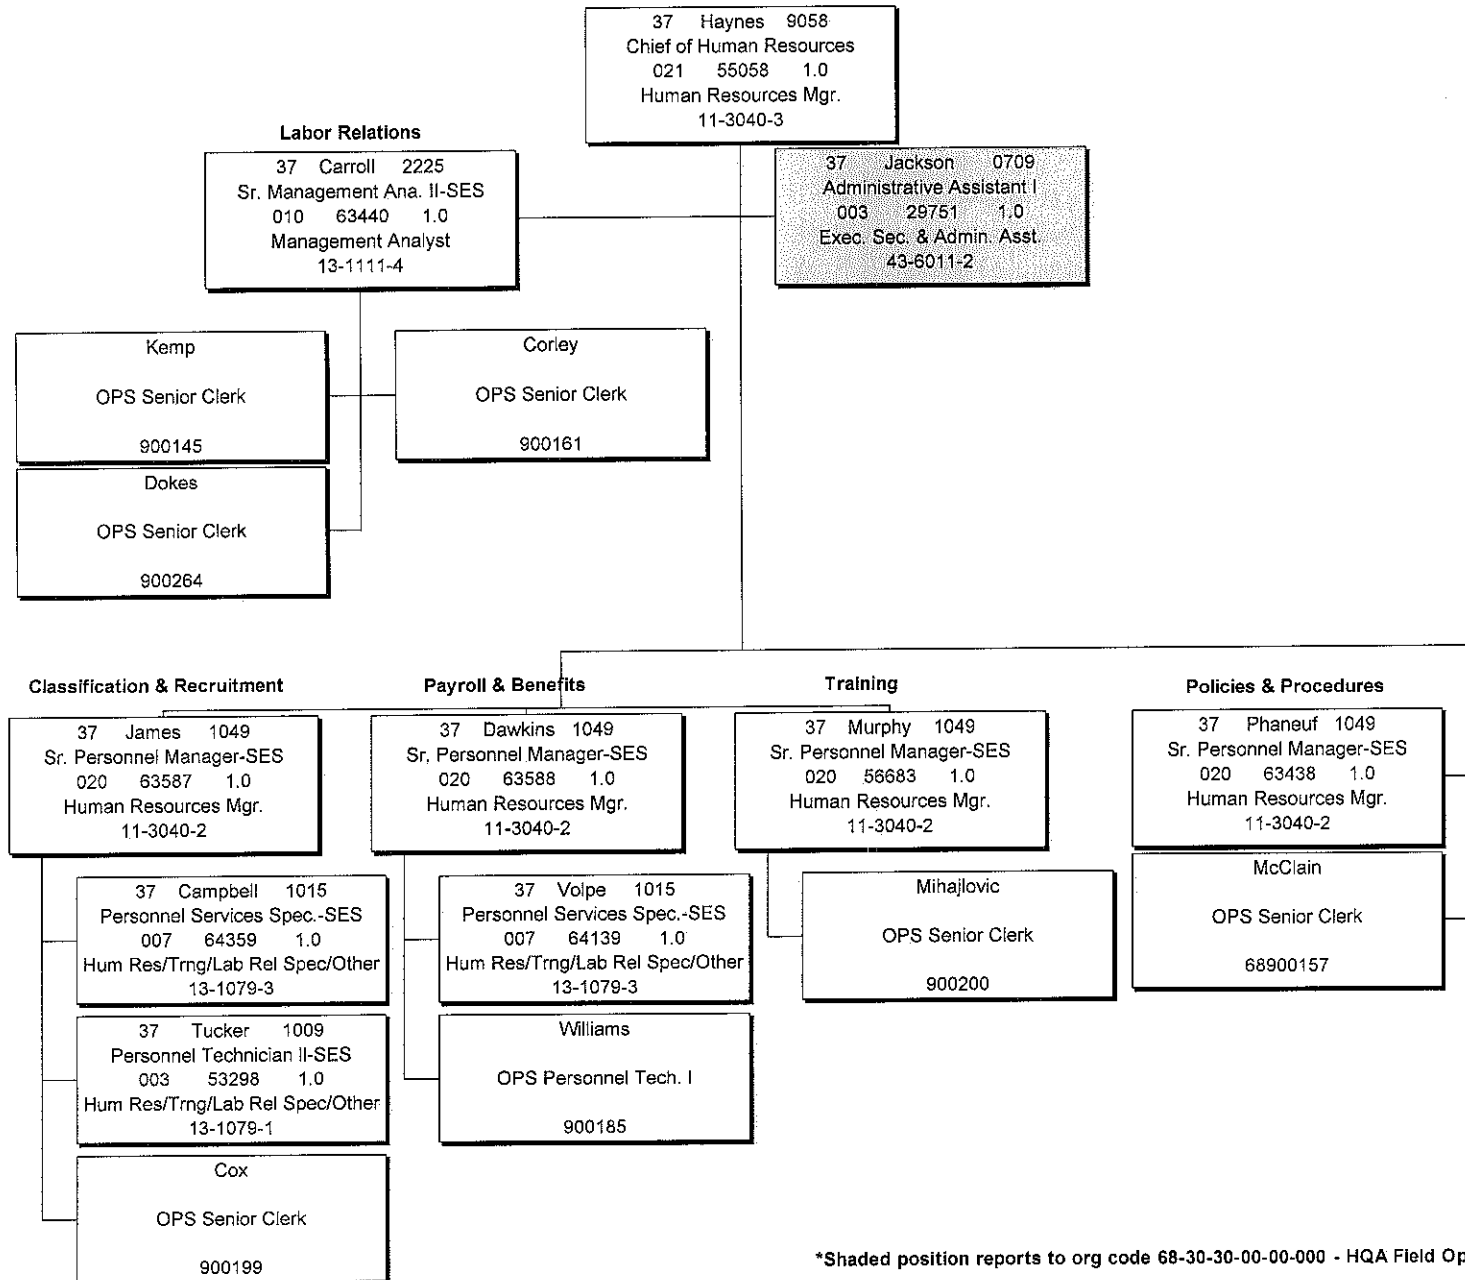 37 Haynes 9058
Chief of Human Resources
021 55058 1.0
Human Resources Mgr.
11-3040-3
Labor Relations
37 Carroll 2225
Sr. Management Ana. II-SES
010 63440 1.0
Management Analyst
13-1111-4
37 Jackson 0709
Administrative Assistant I
003 29751 1.0
Exec. Sec. & Admin. Asst.
43-6011-2
Kemp
OPS Senior Clerk
900145
Corley
OPS Senior Clerk
900161
Dokes
OPS Senior Clerk
900264
Classification & Recruitment
37 James 1049
Sr. Personnel Manager-SES
020 63587 1.0
Human Resources Mgr.
11-3040-2
37 Campbell 1015
Personnel Services Spec.-SES
007 64359 1.0
Hum Res/Trng/Lab Rel Spec/Other
13-1079-3
37 Tucker 1009
Personnel Technician II-SES
003 53298 1.0
Hum Res/Trng/Lab Rel Spec/Other
13-1079-1
Cox
OPS Senior Clerk
900199
Payroll & Benefits
37 Dawkins 1049
Sr. Personnel Manager-SES
020 63588 1.0
Human Resources Mgr.
11-3040-2
37 Volpe 1015
Personnel Services Spec.-SES
007 64139 1.0
Hum Res/Trng/Lab Rel Spec/Other
13-1079-3
Williams
OPS Personnel Tech. I
900185
Training
37 Murphy 1049
Sr. Personnel Manager-SES
020 56683 1.0
Human Resources Mgr.
11-3040-2
Mihajlovic
OPS Senior Clerk
900200
Policies & Procedures
37 Phaneuf 1049
Sr. Personnel Manager-SES
020 63438 1.0
Human Resources Mgr.
11-3040-2
McClain
OPS Senior Clerk
68900157
*Shaded position reports to org code 68-30-30-00-00-000 - HQA Field Op